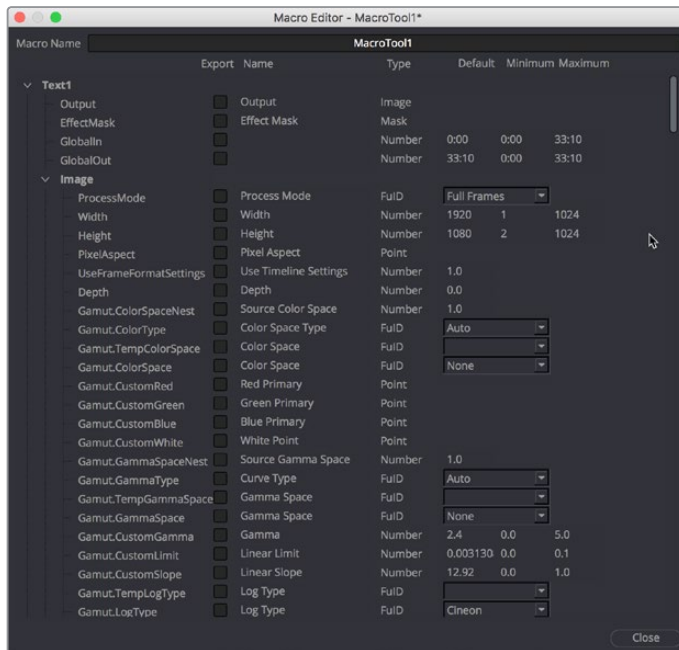 Macro Editor - MacroTool1*
Macro Name MacroTool1
Export Name Type Default Minimum Maximum
Text1
Output Output Image
EffectMask Effect Mask Mask
GlobalIn Number 0:00 0:00 33:10
GlobalOut Number 33:10 0:00 33:10
Image
ProcessMode Process Mode FuID Full Frames
Width Width Number 1920 1 1024
Height Height Number 1080 2 1024
PixelAspect Pixel Aspect Point
UseFrameFormatSettings Use Timeline Settings Number 1.0
Depth Depth Number 0.0
Gamut.ColorSpaceNest Source Color Space Number 1.0
Gamut.ColorType Color Space Type FuID Auto
Gamut.TempColorSpace Color Space FuID
Gamut.ColorSpace Color Space FuID None
Gamut.CustomRed Red Primary Point
Gamut.CustomGreen Green Primary Point
Gamut.CustomBlue Blue Primary Point
Gamut.CustomWhite White Point Point
Gamut.GammaSpaceNest Source Gamma Space Number 1.0
Gamut.GammaType Curve Type FuID Auto
Gamut.TempGammaSpace Gamma Space FuID
Gamut.GammaSpace Gamma Space FuID None
Gamut.CustomGamma Gamma Number 2.4 0.0 5.0
Gamut.CustomLimit Linear Limit Number 0.003130 0.0 0.1
Gamut.CustomSlope Linear Slope Number 12.92 0.0 1.0
Gamut.TempLogType Log Type FuID
Gamut.LogType Log Type FuID Cineon
Close